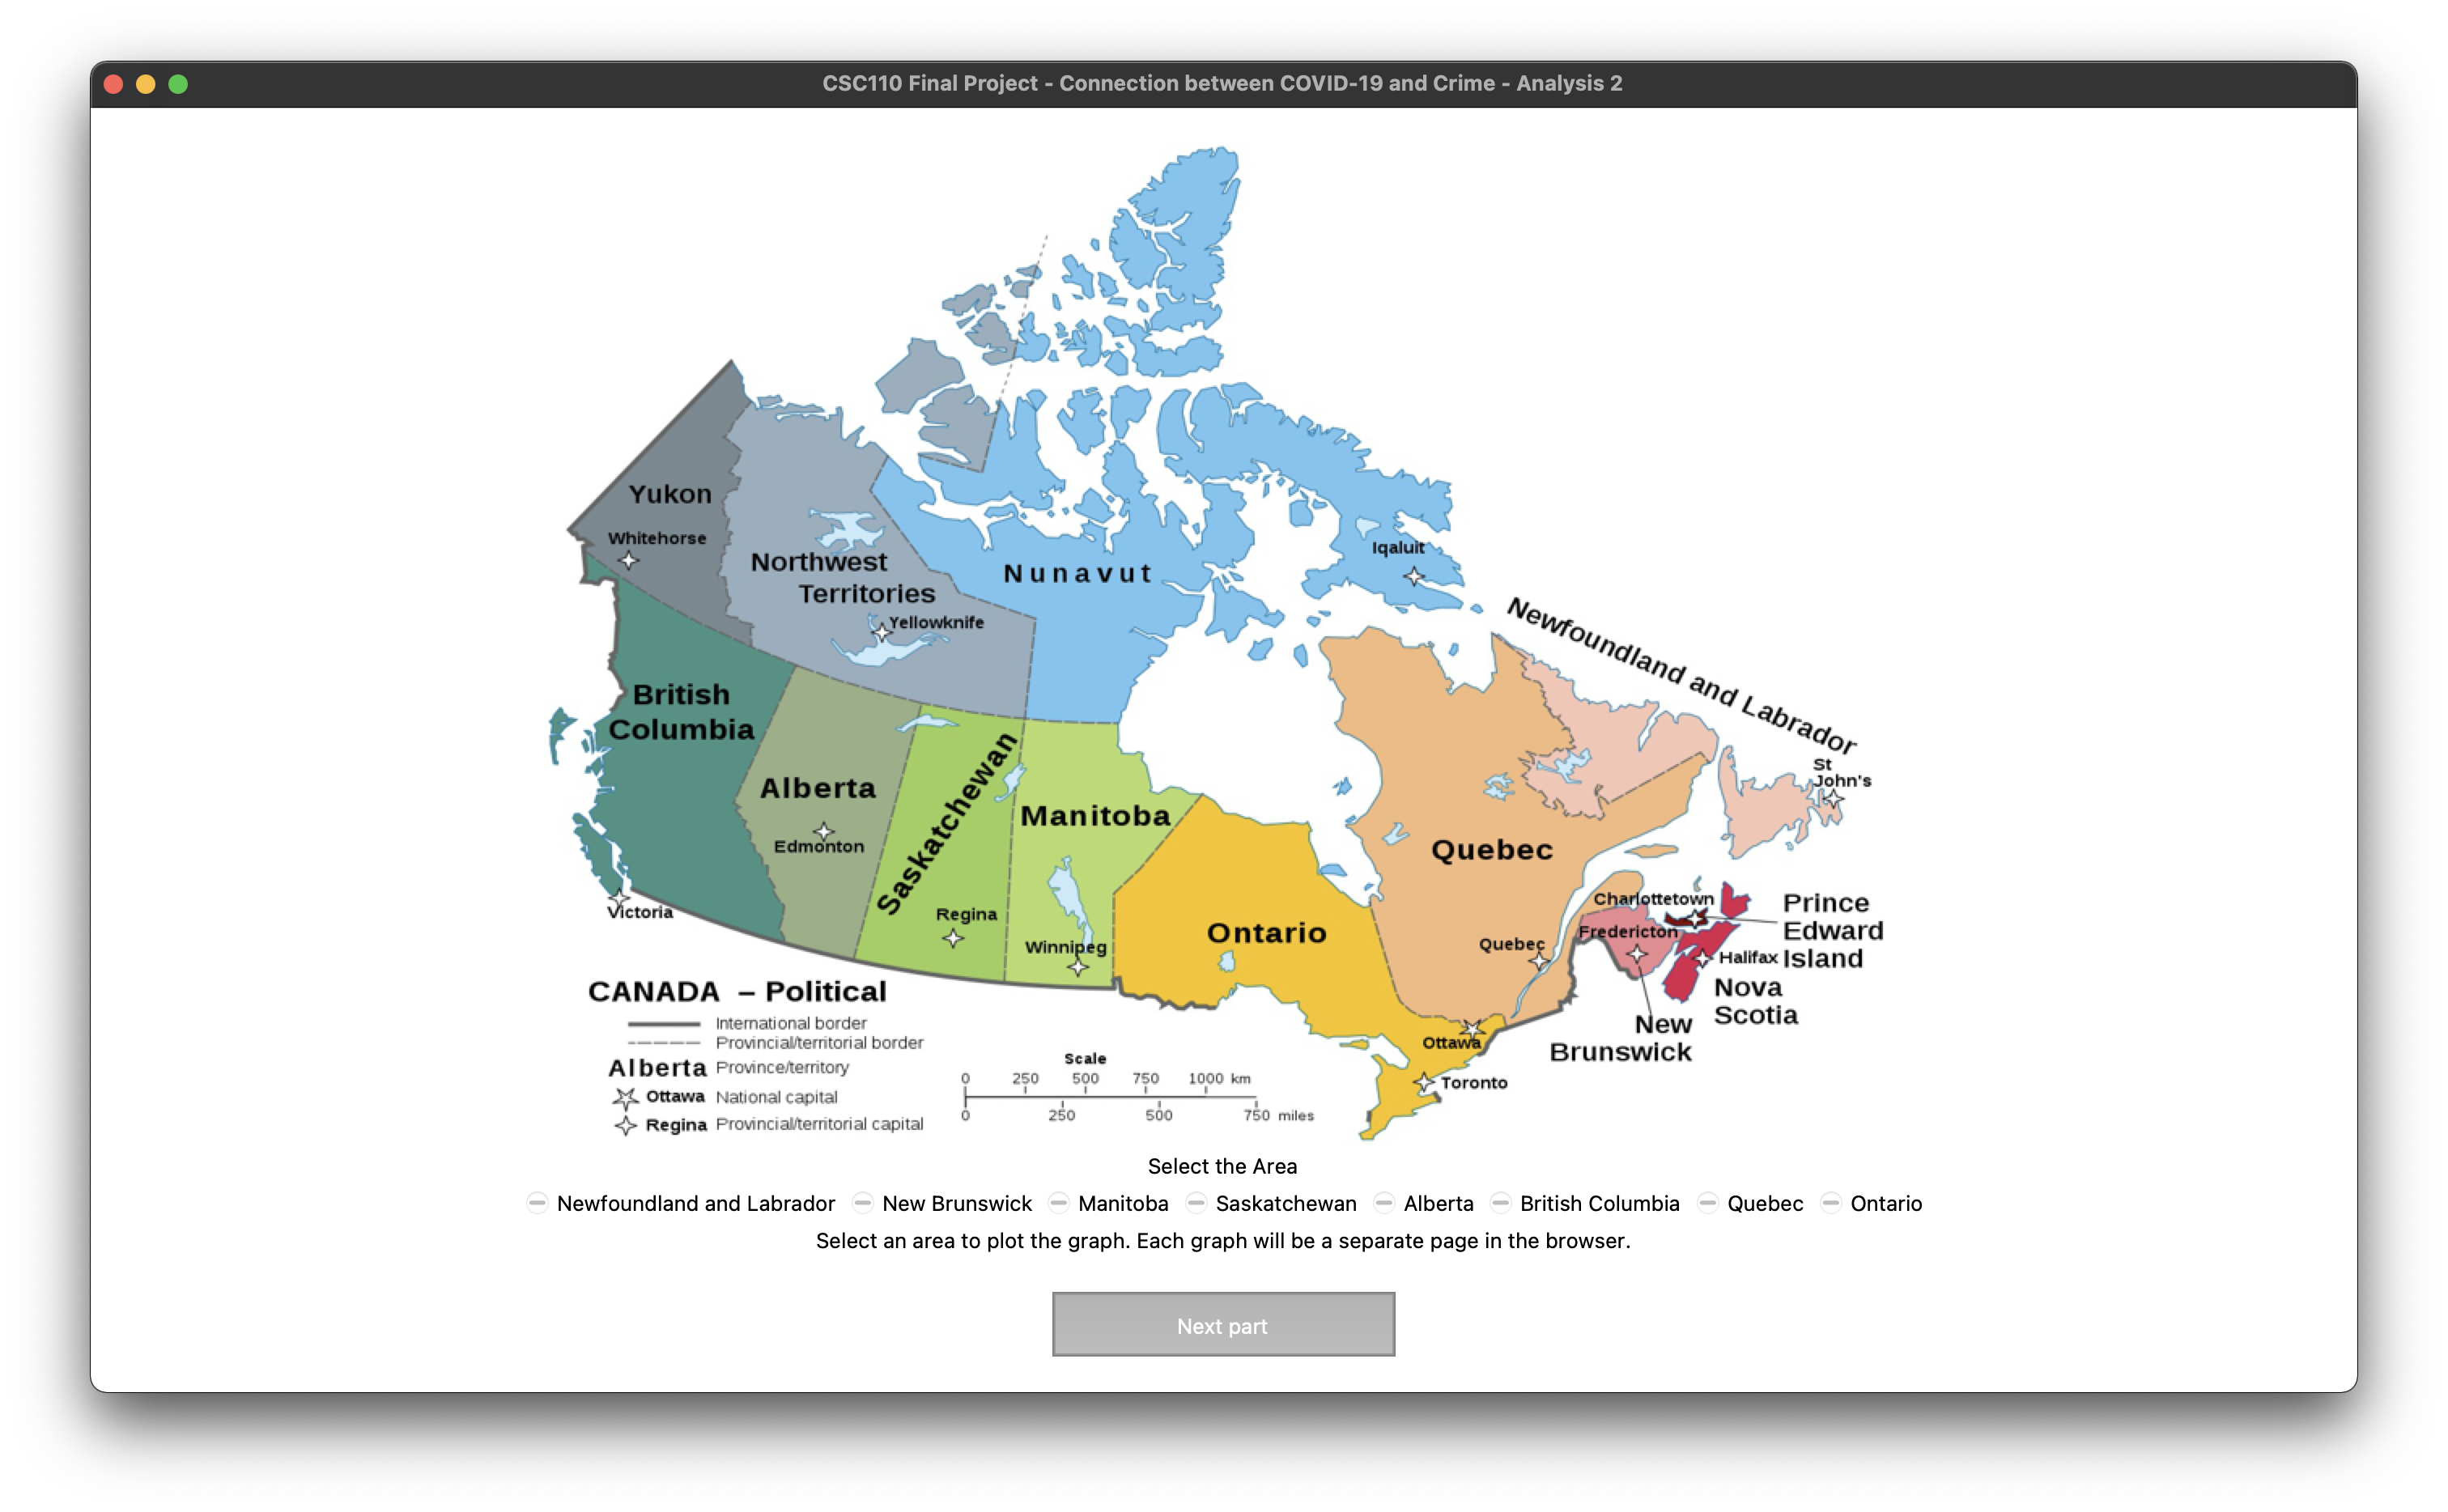 CSC110 Final Project - Connection between COVID-19 and Crime - Analysis 2
Yukon
Whitehorse
Northwest
Territories
Yellowknife
Nunavut
Iqaluit
Newfoundland and Labrador
St
John's
British
Columbia
Victoria
Alberta
Edmonton
Saskatchewan
Regina
Manitoba
Winnipeg
Ontario
Quebec
Quebec
Ottawa
Toronto
Charlottetown
Fredericton
Halifax
Prince
Edward
Island
Nova
Scotia
New
Brunswick
CANADA – Political
International border
Provincial/territorial border
Alberta Province/territory
Ottawa National capital
Regina Provincial/territorial capital
Scale
0 250 500 750 1000 km
0 250 500 750 miles
Select the Area
Newfoundland and Labrador New Brunswick Manitoba Saskatchewan Alberta British Columbia Quebec Ontario
Select an area to plot the graph. Each graph will be a separate page in the browser.
Next part